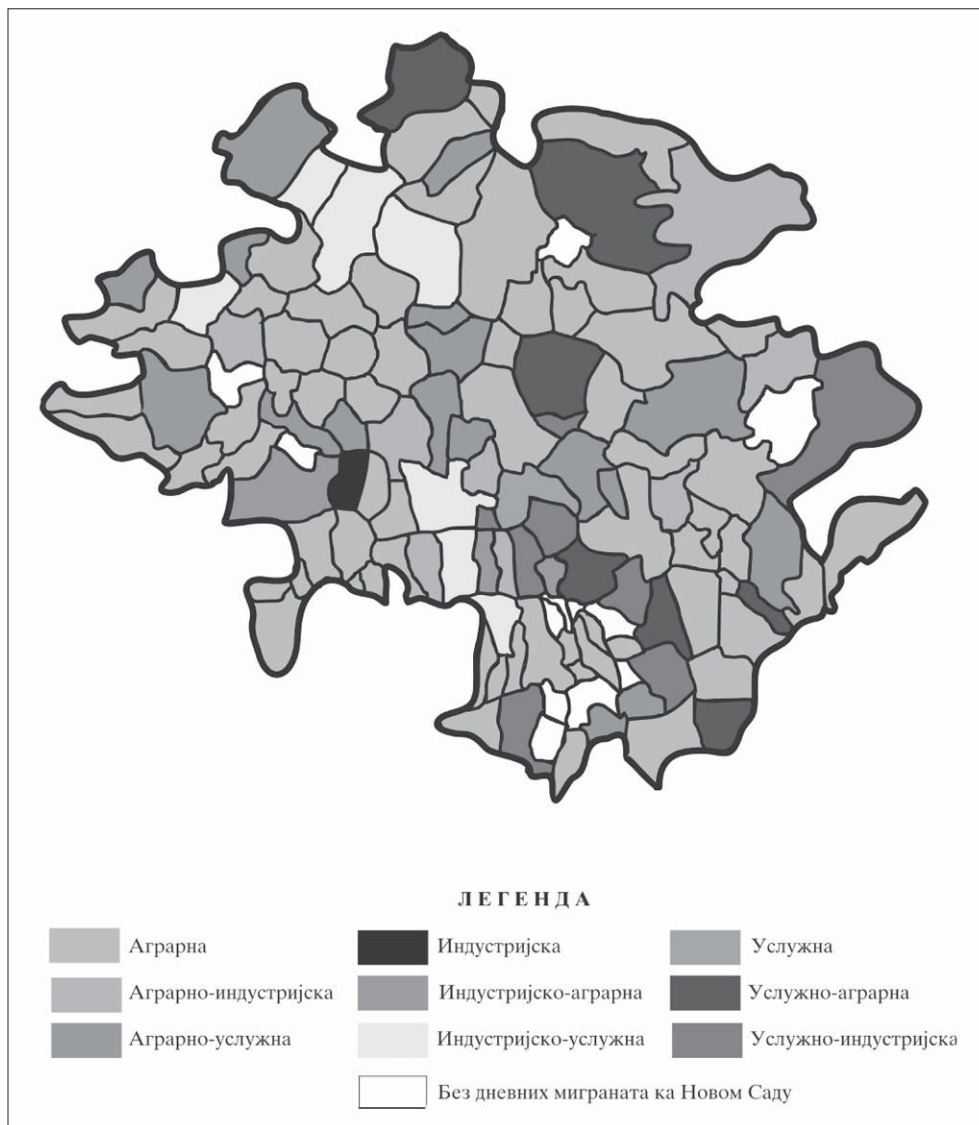 ЛЕГЕНДА
Аграрна
Индустријска
Услужна
Аграрно-индустријска
Индустријско-аграрна
Услужно-аграрна
Аграрно-услужна
Индустријско-услужна
Услужно-индустријска
Без дневних миграната ка Новом Саду